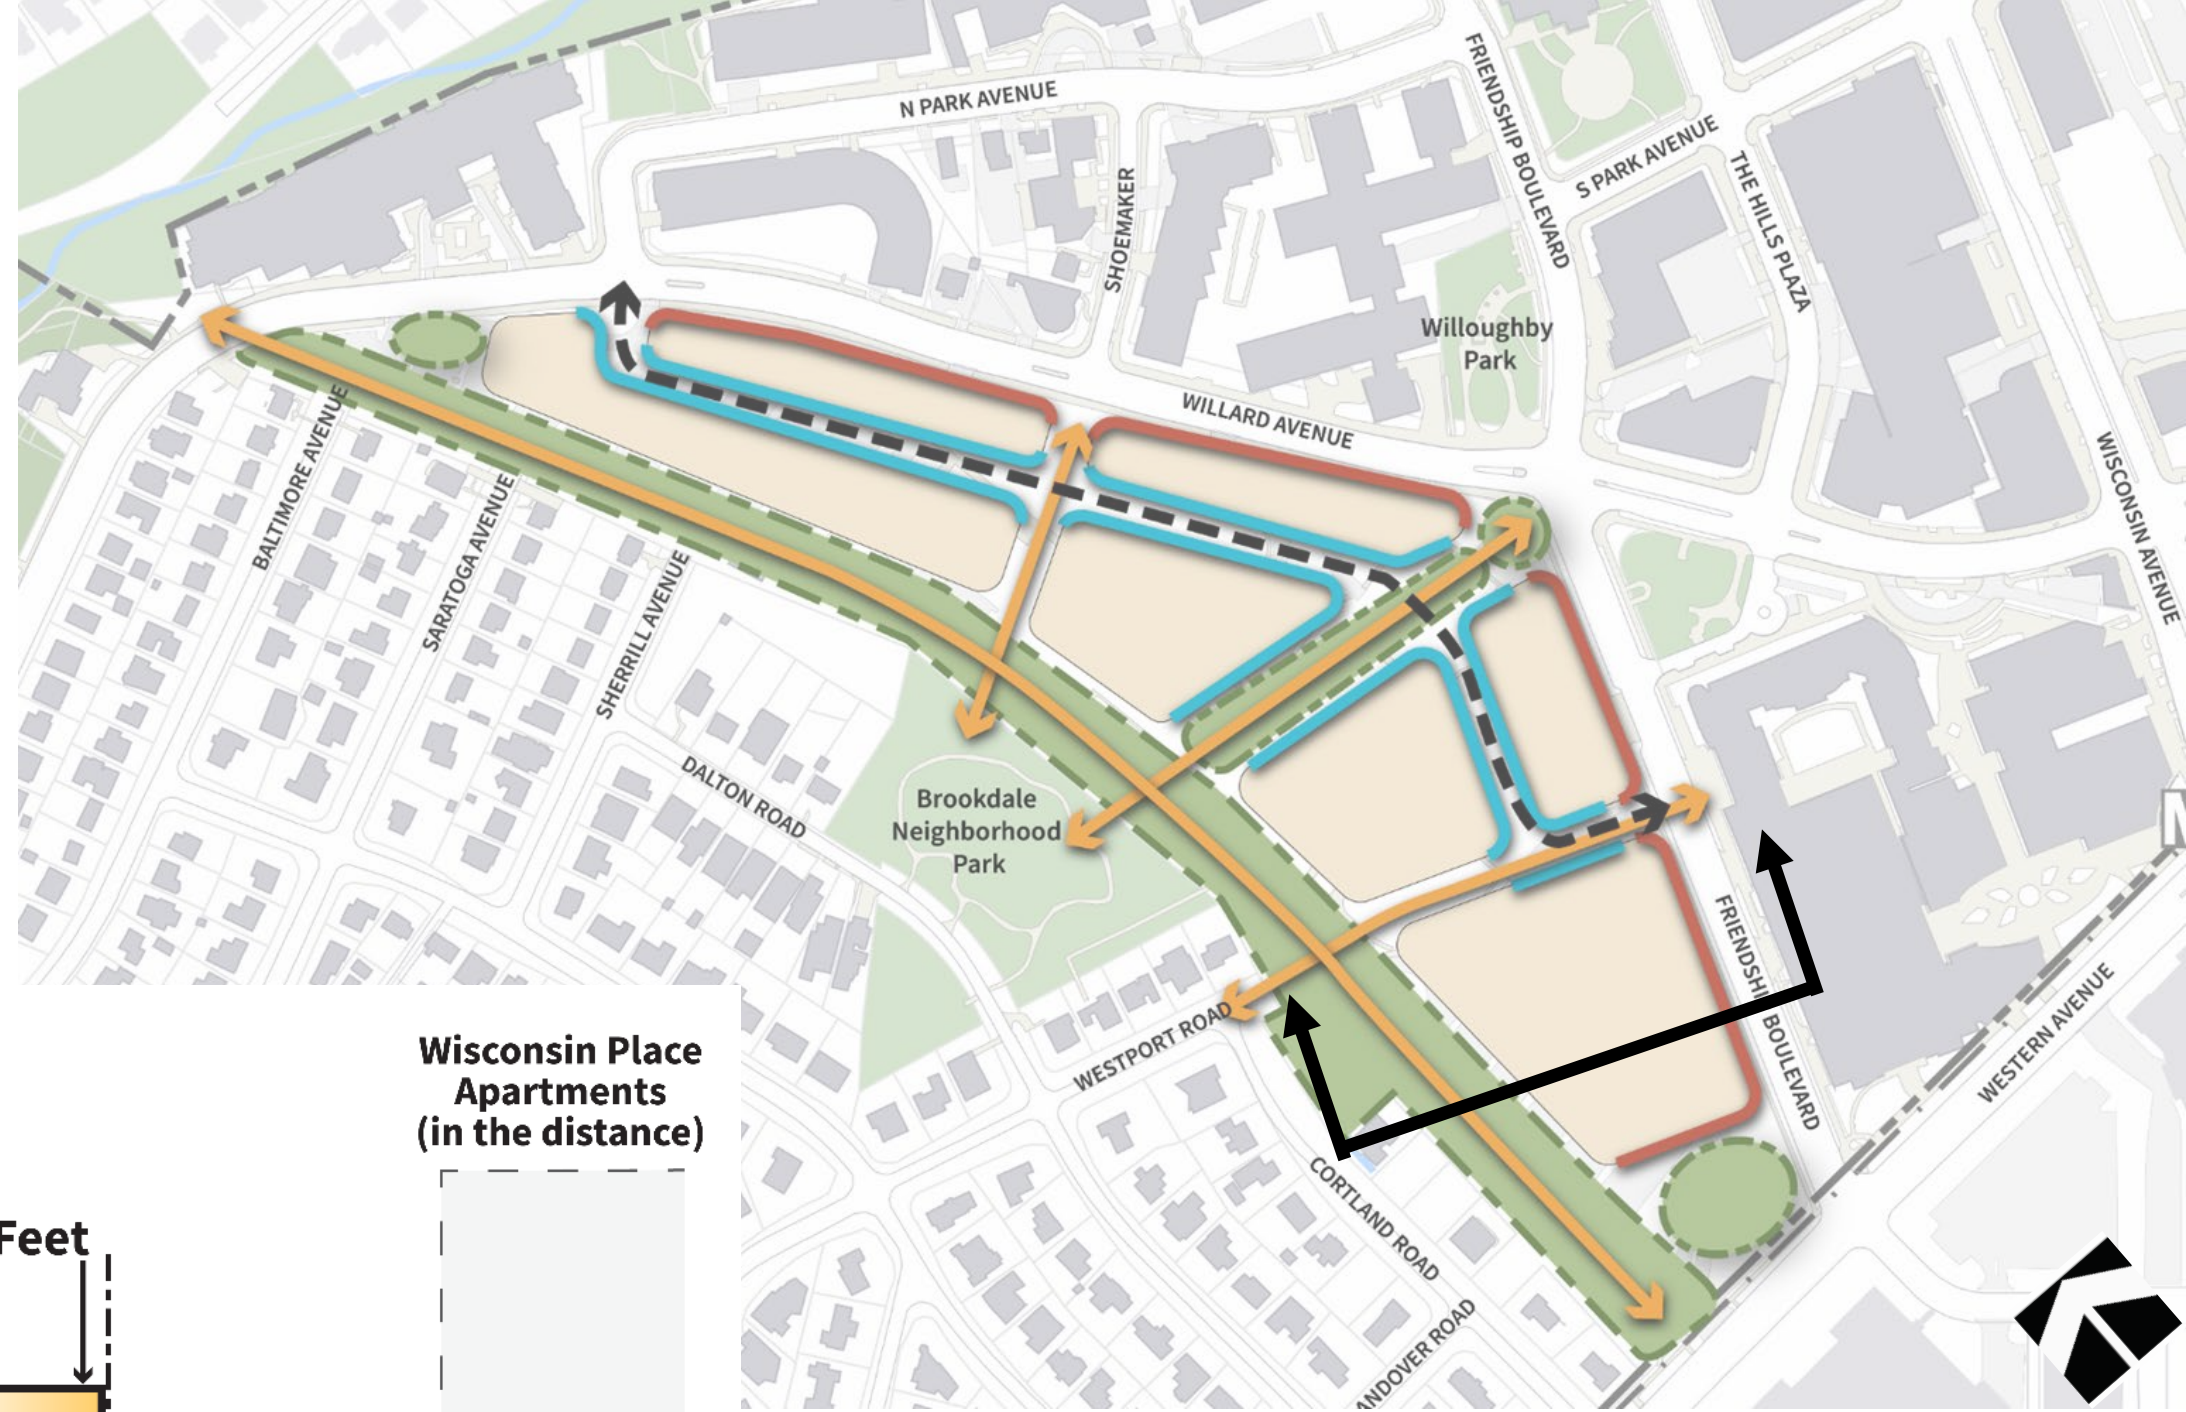 N PARK AVENUE
FRIENDSHIP BOULEVARD
S PARK AVENUE
THE HILLS PLAZA
SHOEMAKER
Willoughby
Park
WILLARD AVENUE
WISCONSIN AVENUE
BALTIMORE AVENUE
SARATOGA AVENUE
SHERRILL AVENUE
DALTON ROAD
Brookdale
Neighborhood
Park
FRIENDSHI BOULEVARD
WESTERN AVENUE
WESTPORT ROAD
CORTLAND ROAD
ANDOVER ROAD
M
Wisconsin Place
Apartments
(in the distance)
Feet